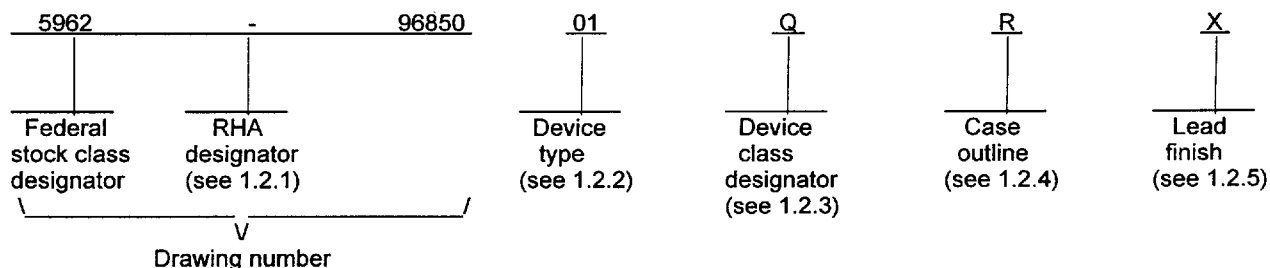 5962 - 96850 01 Q R X
Federal stock class designator
RHA designator (see 1.2.1)
Device type (see 1.2.2)
Device class designator (see 1.2.3)
Case outline (see 1.2.4)
Lead finish (see 1.2.5)
Drawing number